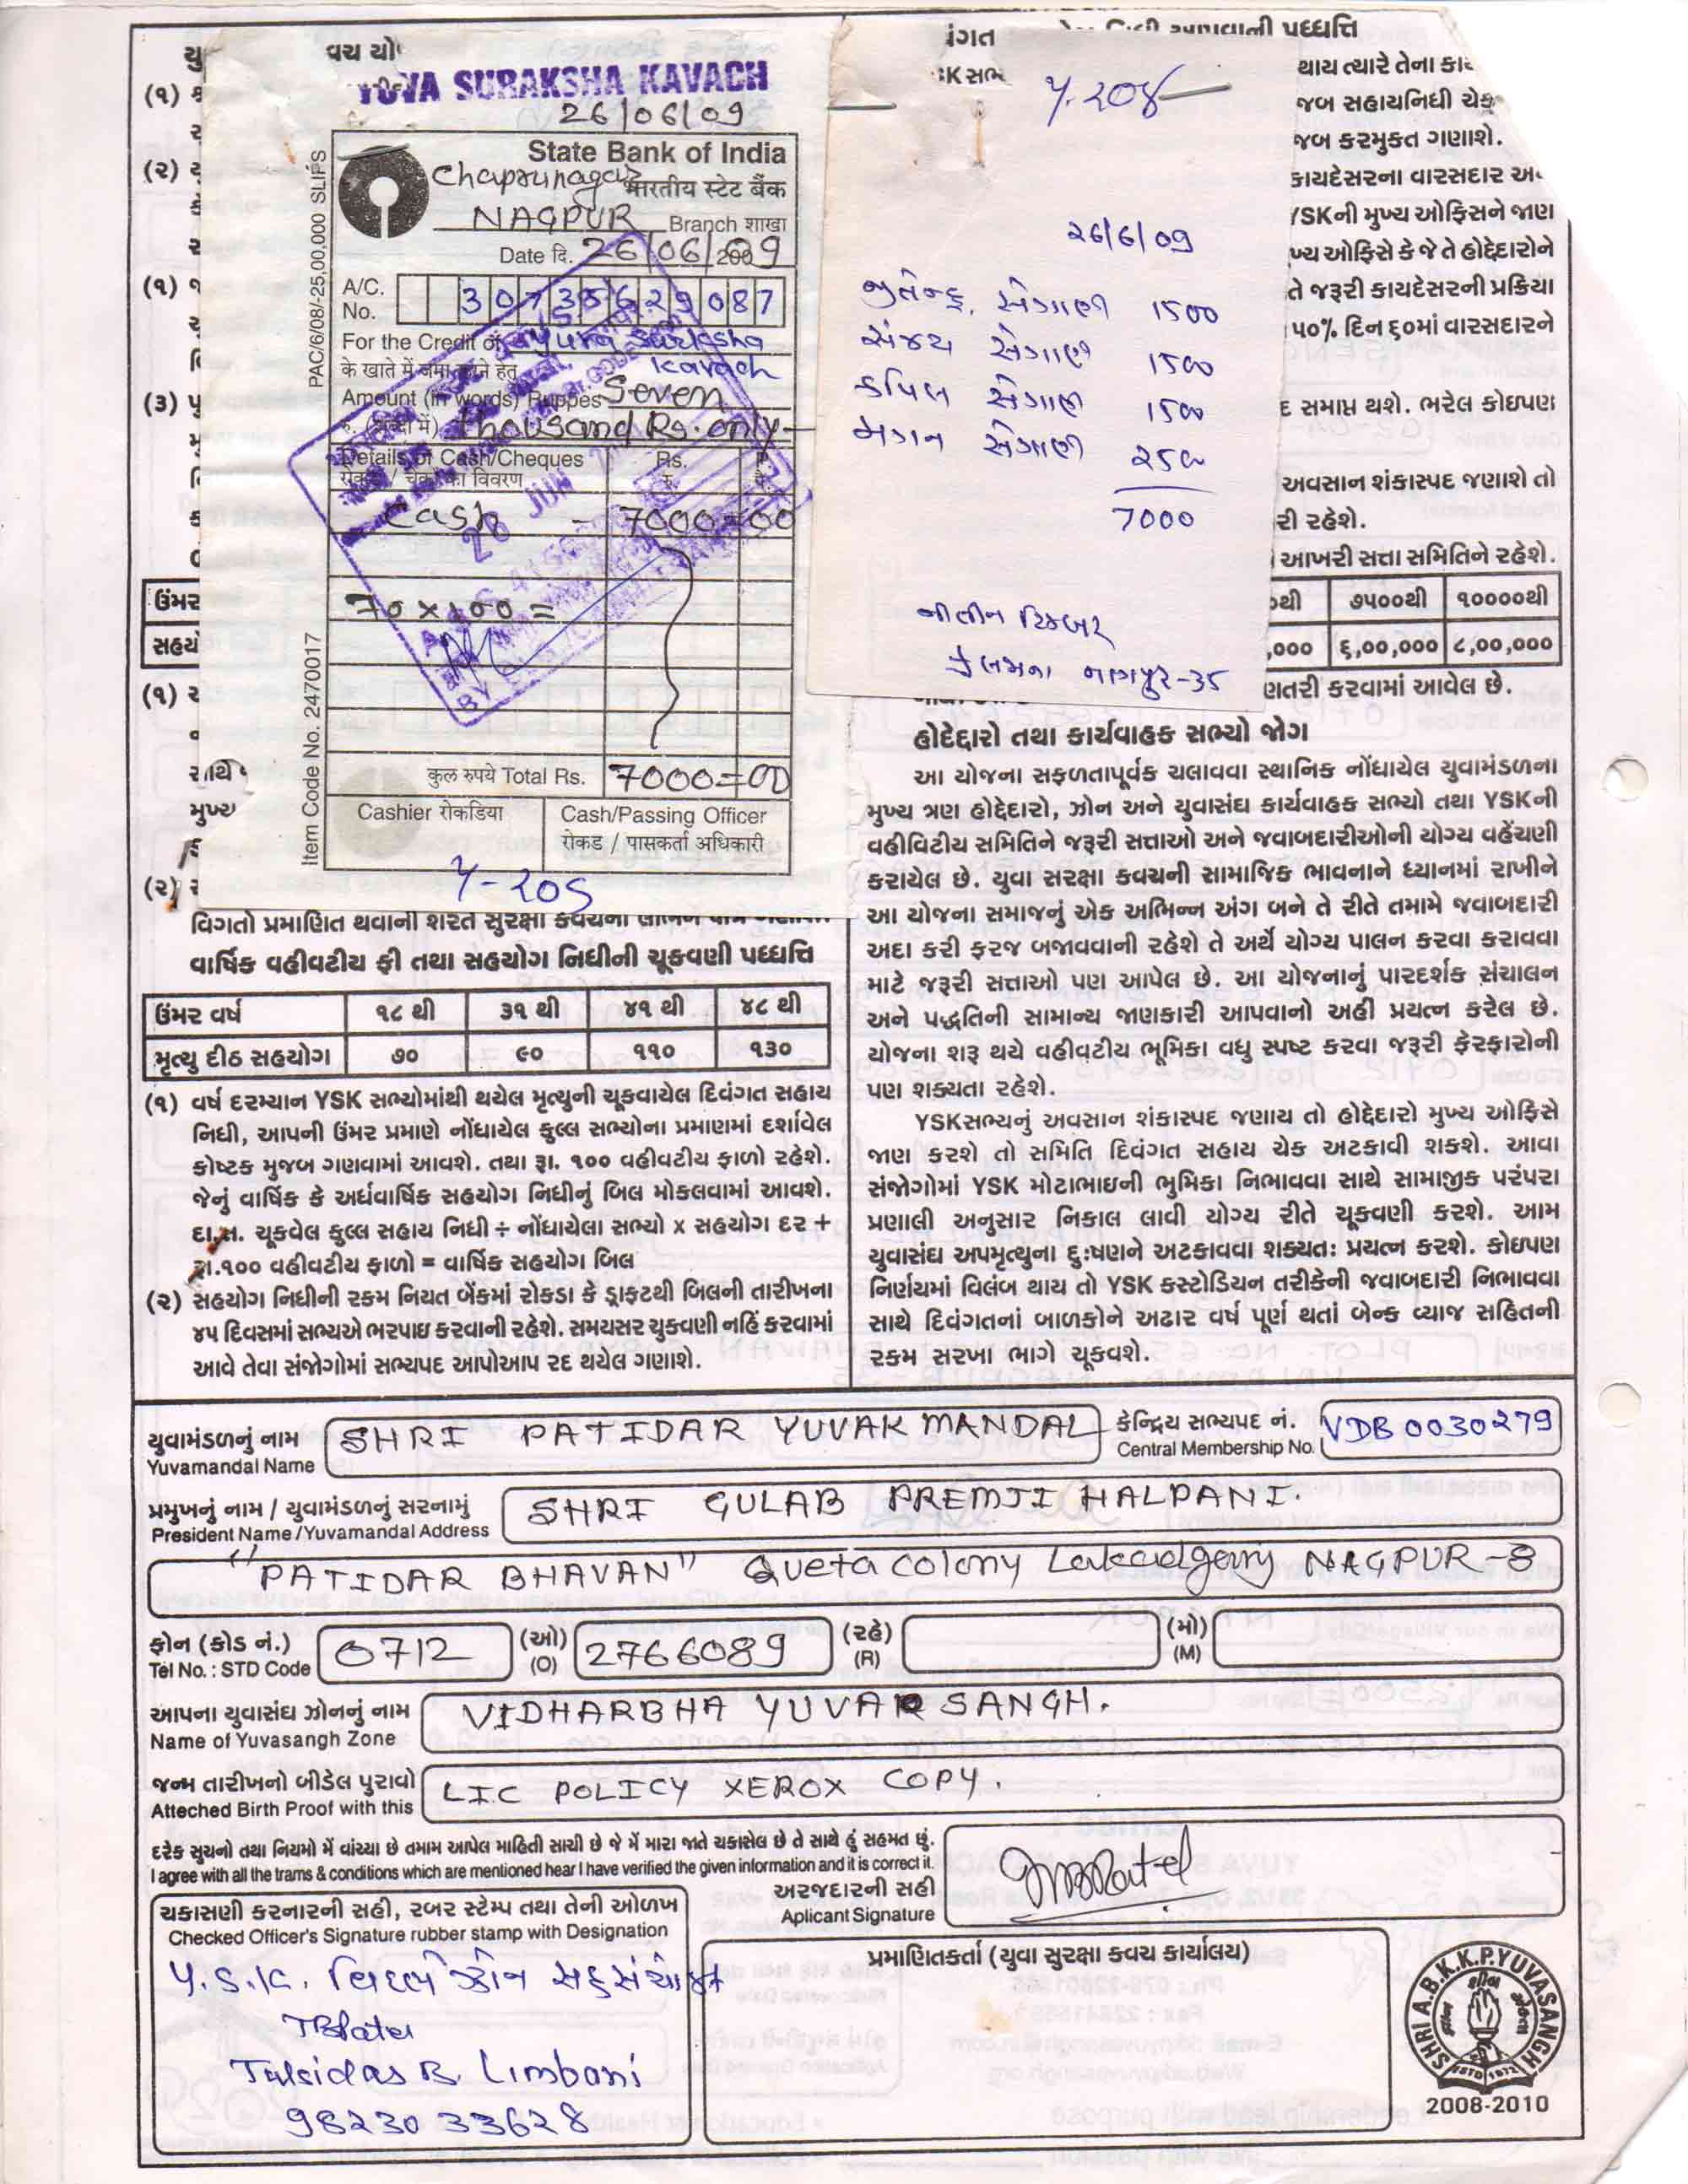 યુ
વચ યો
YUVA SURAKSHA KAVACH
26/06/09
State Bank of India
भारतीय स्टेट बैंक
NAGPUR Branch शाखा
Date दि. 26/06/2009
A/C. No. 30735629087
For the Credit of Yuva Suraksha
के खाते में जमा करने हेतु Kavach
Amount (in words) Ruppes Seven
रु. (शब्दों में) thousand Rs. only
Details of Cash/Cheques Rs.
रोकड़ / चेकों का विवरण रु.
Cash - 7000=00
70 x 100 =
कुल रुपये Total Rs. 7000=00
Cashier रोकडिया
Cash/Passing Officer
रोकड / पासकर्ता अधिकारी
Y-205
PAC/6/08/-25,00,000 SLIPS
Item Code No. 2470017
28 JUN
(૧)
(૨)
(૧)
(૩)
ઉંમર
(૧)
સાથે
મુખ્ય
(૨)
વિગતો પ્રમાણિત થવાની શરતે સુરક્ષા કવચના
વાર્ષિક વહીવટીય ફી તથા સહયોગ નિધીની ચૂકવણી પધ્ધતિ
ઉંમર વર્ષ ૧૮ થી ૩૧ થી ૪૧ થી ૪૮ થી
મૃત્યુ દીઠ સહયોગ ૭૦ ૯૦ ૧૧૦ ૧૩૦
(૧) વર્ષ દરમ્યાન YSK સભ્યોમાંથી થયેલ મૃત્યુની ચૂકવાયેલ દિવંગત સહાય
નિધી, આપની ઉંમર પ્રમાણે નોંધાયેલ કુલ્લ સભ્યોના પ્રમાણમાં દર્શાવેલ
કોષ્ટક મુજબ ગણવામાં આવશે. તથા રૂા. ૧૦૦ વહીવટીય ફાળો રહેશે.
જેનું વાર્ષિક કે અર્ધવાર્ષિક સહયોગ નિધીનું બિલ મોકલવામાં આવશે.
દા.ત. ચૂકવેલ કુલ્લ સહાય નિધી ÷ નોંધાયેલા સભ્યો x સહયોગ દર +
રૂા.૧૦૦ વહીવટીય ફાળો = વાર્ષિક સહયોગ બિલ
(૨) સહયોગ નિધીની રકમ નિયત બેંકમાં રોકડા કે ડ્રાફટથી બિલની તારીખના
૪૫ દિવસમાં સભ્યએ ભરપાઇ કરવાની રહેશે. સમયસર ચુકવણી નહિં કરવામાં
આવે તેવા સંજોગોમાં સભ્યપદ આપોઆપ રદ થયેલ ગણાશે.
Y-208
26/6/09
જીતેન્દ્ર સેંગાણી 1500
સંજય સેંગાણી 1500
કપિલ સેંગાણી 1500
મગન સેંગાણી 2500
7000
નીતીન ટિમ્બર
કલમના નાગપુર-35
આપવાની પધ્ધતિ
થાય ત્યારે તેના
જબ સહાયનિધી ચેક
જબ કરમુકત ગણાશે.
કાયદેસરના વારસદાર
YSKની મુખ્ય ઓફિસને જાણ
ખ્ય ઓફિસે કે જે તે હોદ્દેદારોને
તે જરૂરી કાયદેસરની પ્રક્રિયા
૫૦% દિન ૬૦માં વારસદારને
સમાપ્ત થશે. ભરેલ કોઇપણ
અવસાન શંકાસ્પદ જણાશે તો
રી રહેશે.
આખરી સત્તા સમિતિને રહેશે.
થી ૭૫૦૦થી ૧૦૦૦૦થી
,૦૦૦ ૬,૦૦,૦૦૦ ૮,૦૦,૦૦૦
ણતરી કરવામાં આવેલ છે.
હોદેદ્દારો તથા કાર્યવાહક સભ્યો જોગ
આ યોજના સફળતાપૂર્વક ચલાવવા સ્થાનિક નોંધાયેલ યુવામંડળના
મુખ્ય ત્રણ હોદ્દેદારો, ઝોન અને યુવાસંઘ કાર્યવાહક સભ્યો તથા YSKની
વહીવિટીય સમિતિને જરૂરી સત્તાઓ અને જવાબદારીઓની યોગ્ય વહેંચણી
કરાયેલ છે. યુવા સરક્ષા કવચની સામાજિક ભાવનાને ધ્યાનમાં રાખીને
આ યોજના સમાજનું એક અભિન્ન અંગ બને તે રીતે તમામે જવાબદારી
અદા કરી ફરજ બજાવવાની રહેશે તે અર્થે યોગ્ય પાલન કરવા કરાવવા
માટે જરૂરી સત્તાઓ પણ આપેલ છે. આ યોજનાનું પારદર્શક સંચાલન
અને પદ્ધતિની સામાન્ય જાણકારી આપવાનો અહીં પ્રયત્ન કરેલ છે.
યોજના શરૂ થયે વહીવટીય ભૂમિકા વધુ સ્પષ્ટ કરવા જરૂરી ફેરફારોની
પણ શક્યતા રહેશે.
YSKસભ્યનું અવસાન શંકાસ્પદ જણાય તો હોદ્દેદારો મુખ્ય ઓફિસે
જાણ કરશે તો સમિતિ દિવંગત સહાય ચેક અટકાવી શકશે. આવા
સંજોગોમાં YSK મોટાભાઇની ભુમિકા નિભાવવા સાથે સામાજીક પરંપરા
પ્રણાલી અનુસાર નિકાલ લાવી યોગ્ય રીતે ચૂકવણી કરશે. આમ
યુવાસંઘ અપમૃત્યુના દુઃષણને અટકાવવા શક્યતઃ પ્રયત્ન કરશે. કોઇપણ
નિર્ણયમાં વિલંબ થાય તો YSK કસ્ટોડિયન તરીકેની જવાબદારી નિભાવવા
સાથે દિવંગતનાં બાળકોને અઢાર વર્ષ પૂર્ણ થતાં બેન્ક વ્યાજ સહિતની
રકમ સરખા ભાગે ચૂકવશે.
યુવામંડળનું નામ SHRI PATIDAR YUVAK MANDAL કેન્દ્રિય સભ્યપદ નં. VDB 0030279
Yuvamandal Name Central Membership No.
પ્રમુખનું નામ / યુવામંડળનું સરનામું SHRI GULAB PREMJI HALPANI.
President Name/Yuvamandal Address
"PATIDAR BHAVAN" Queta colony Lakadganj NAGPUR-8
ફોન (કોડ નં.) 0712 (ઓ) 2766089 (રહે) (મો)
Tel No. : STD Code (O) (R) (M)
આપના યુવાસંઘ ઝોનનું નામ VIDHARBHA YUVAK SANGH.
Name of Yuvasangh Zone
જન્મ તારીખનો બીડેલ પુરાવો LIC POLICY XEROX COPY.
Atteched Birth Proof with this
દરેક સુચનો તથા નિયમો મેં વાંચ્યા છે તમામ આપેલ માહિતી સાચી છે જે મેં મારા જાતે ચકાસેલ છે તે સાથે હું સહમત છું.
I agree with all the trams & conditions which are mentioned hear I have verified the given information and it is correct it.
અરજદારની સહી
Aplicant Signature
ચકાસણી કરનારની સહી, રબર સ્ટેમ્પ તથા તેની ઓળખ
Checked Officer's Signature rubber stamp with Designation
Y.S.K. વિદર્ભ ઝોન સહસંયોજક
TBPatel
Tulsidas B. Limbani
98230 33628
પ્રમાણિતકર્તા (યુવા સુરક્ષા કવચ કાર્યાલય)
SHRI A.B.K.K.P. YUVASANGH
2008-2010